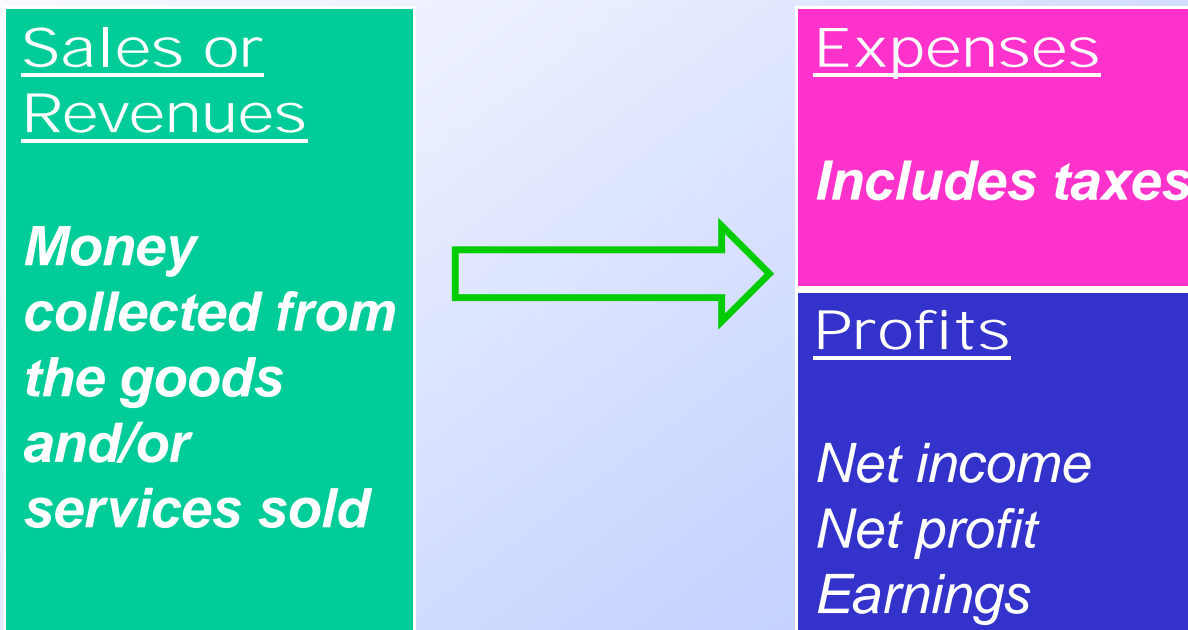 Sales or
Revenues
Money
collected from
the goods
and/or
services sold
Expenses
Includes taxes
Profits
Net income
Net profit
Earnings